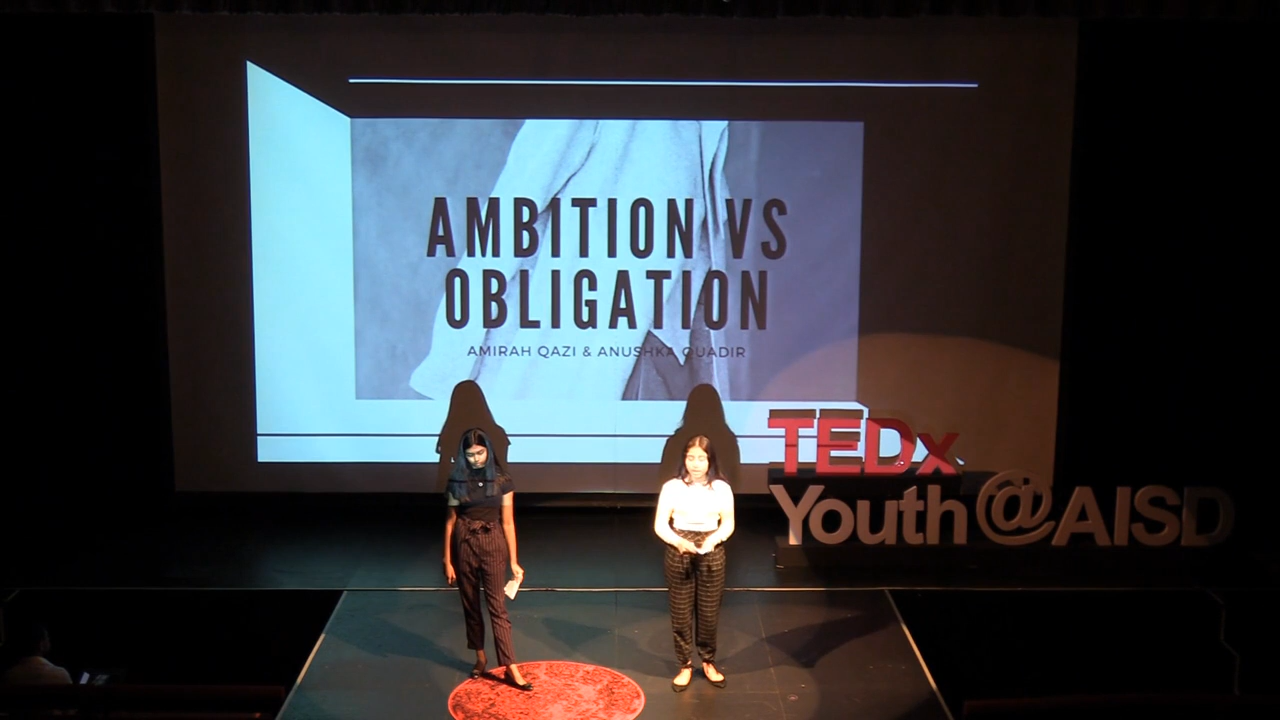 AMBITION VS
OBLIGATION
AMIRAH QAZI & ANUSHKA QUADIR
TEDx
Youth@AISD